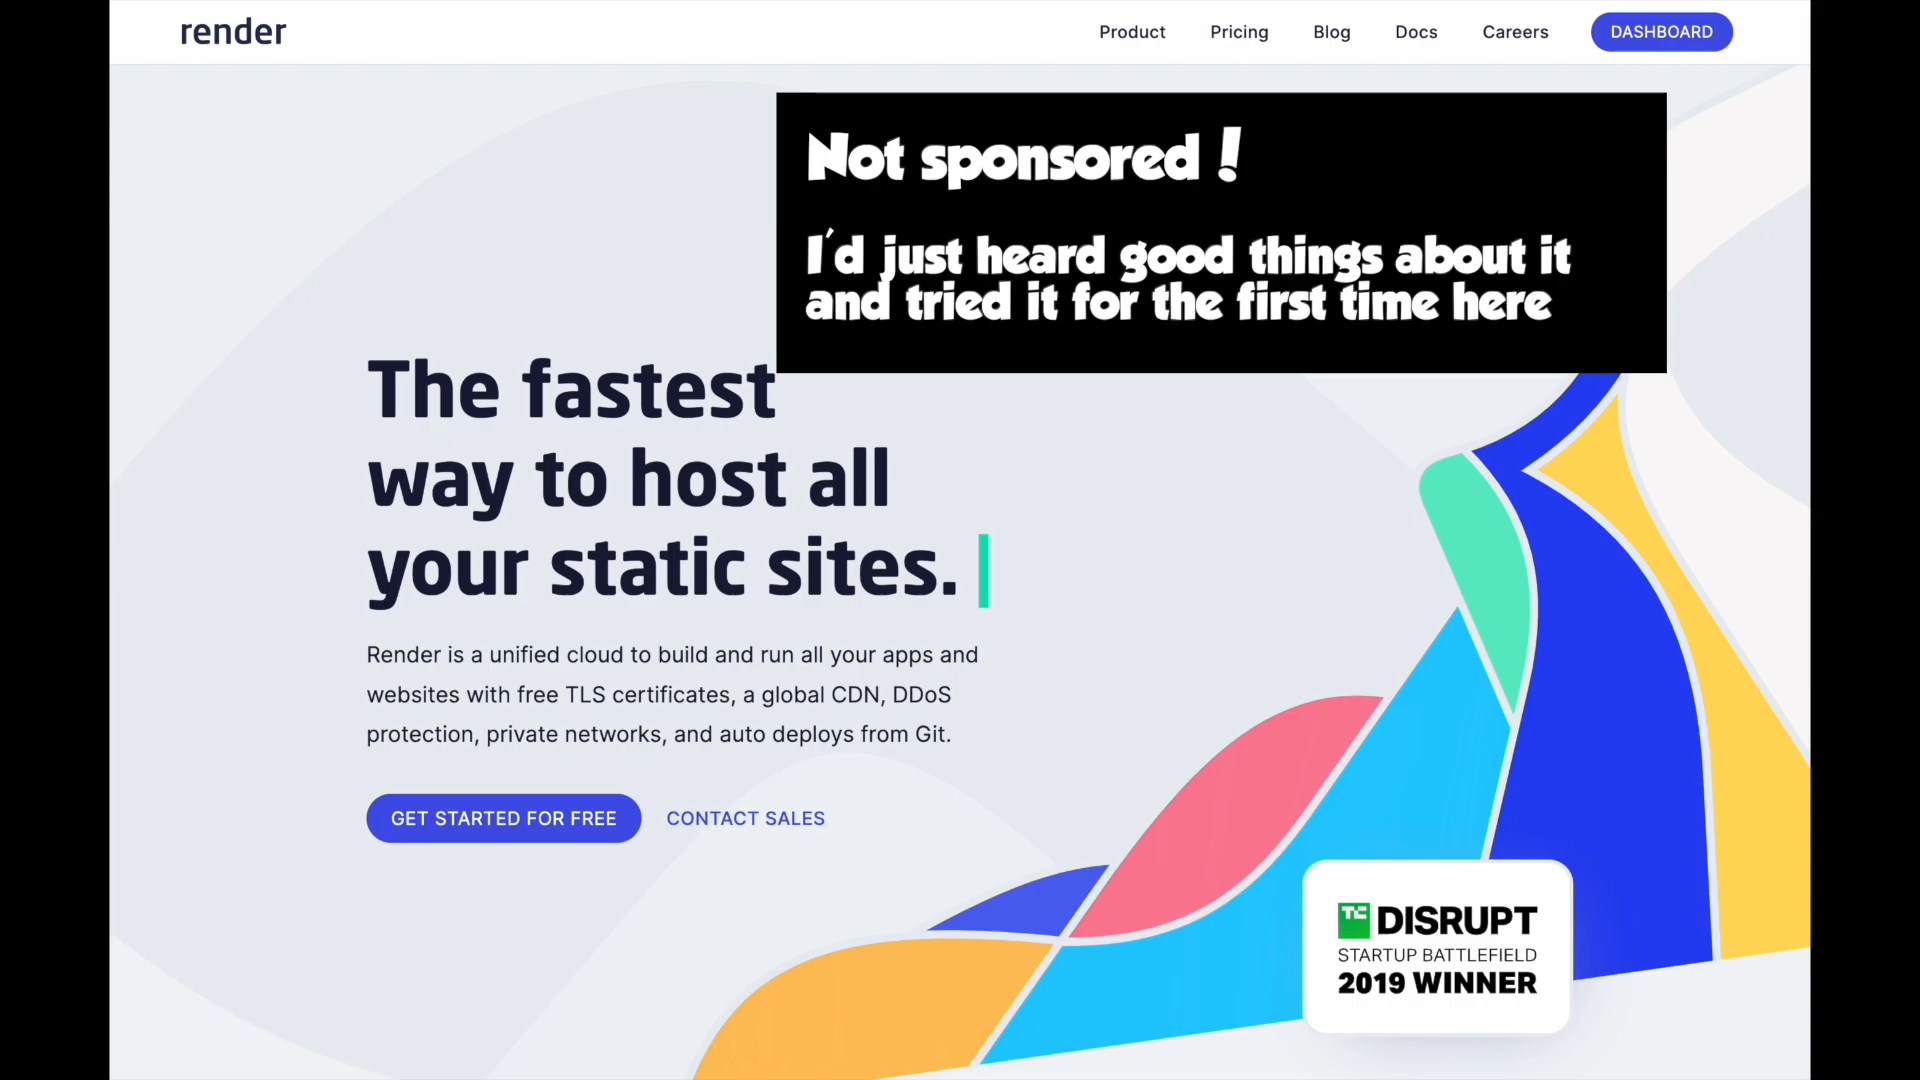 render
Product
Pricing
Blog
Docs
Careers
DASHBOARD
Not sponsored!
I'd just heard good things about it
and tried it for the first time here
The fastest
way to host all
your static sites.
Render is a unified cloud to build and run all your apps and
websites with free TLS certificates, a global CDN, DDoS
protection, private networks, and auto deploys from Git.
GET STARTED FOR FREE
CONTACT SALES
TC DISRUPT
STARTUP BATTLEFIELD
2019 WINNER